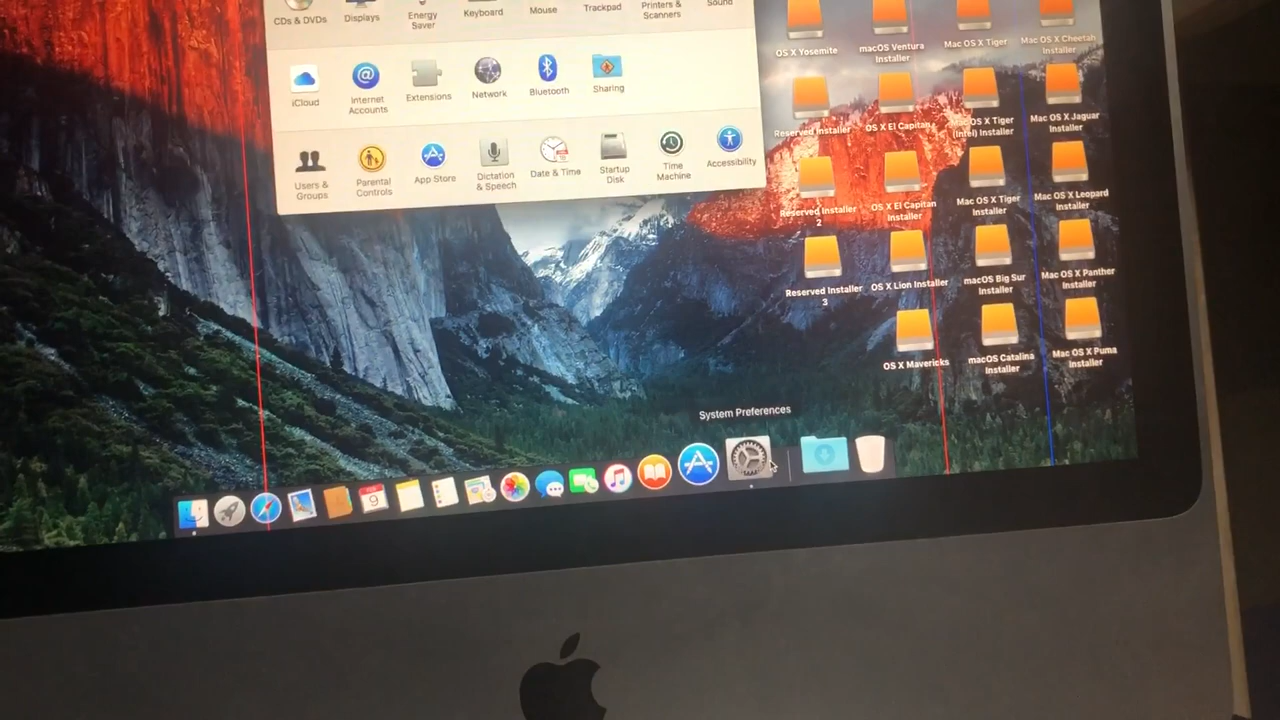 CDs & DVDs
Displays
Energy
Saver
Keyboard
Mouse
Trackpad
Printers &
Scanners
Sound
iCloud
Internet
Accounts
Extensions
Network
Bluetooth
Sharing
Users &
Groups
Parental
Controls
App Store
Dictation
& Speech
Date & Time
Startup
Disk
Time
Machine
Accessibility
OS X Yosemite
macOS Ventura
Installer
Mac OS X Tiger
Mac OS X Cheetah
Installer
Reserved Installer
OS X El Capitan
Mac OS X Tiger
(Intel) Installer
Mac OS X Jaguar
Installer
Reserved Installer
2
OS X El Capitan
Installer
Mac OS X Tiger
Installer
Mac OS X Leopard
Installer
Reserved Installer
3
OS X Lion Installer
macOS Big Sur
Installer
Mac OS X Panther
Installer
OS X Mavericks
macOS Catalina
Installer
Mac OS X Puma
Installer
System Preferences
9